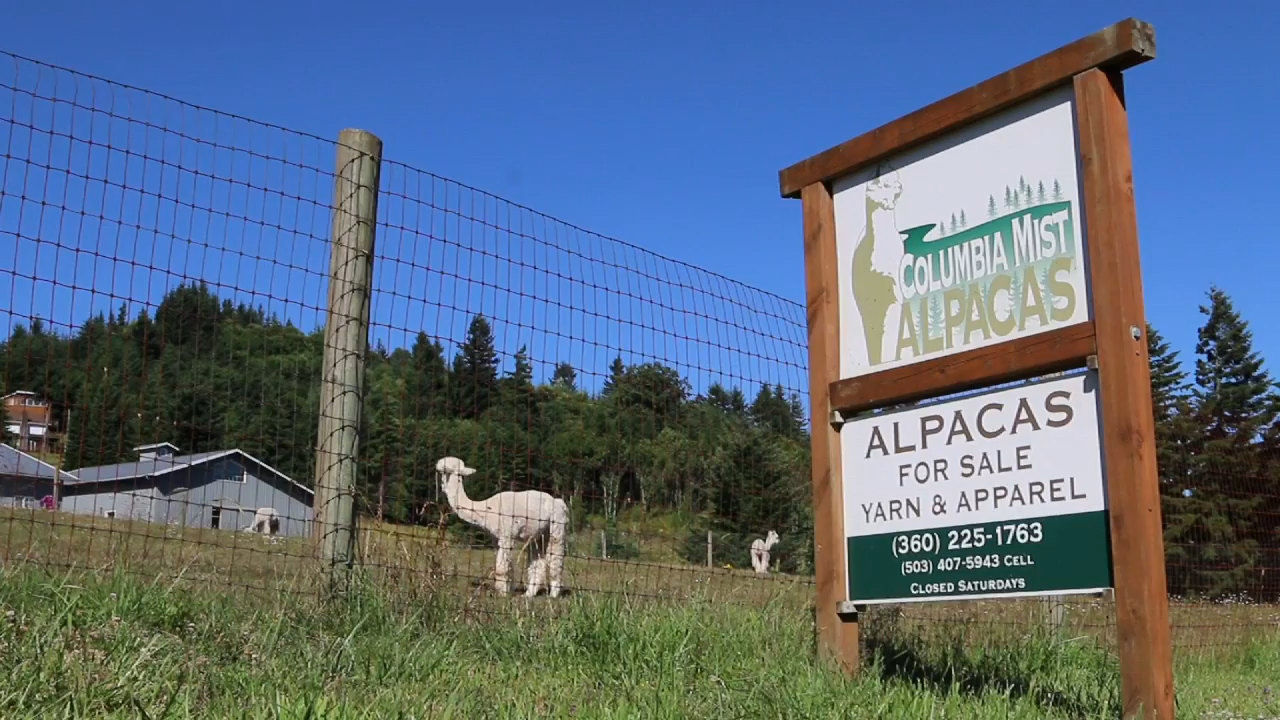 COLUMBIA MIST
ALPACAS
ALPACAS
FOR SALE
YARN & APPAREL
(360) 225-1763
(503) 407-5943 CELL
CLOSED SATURDAYS